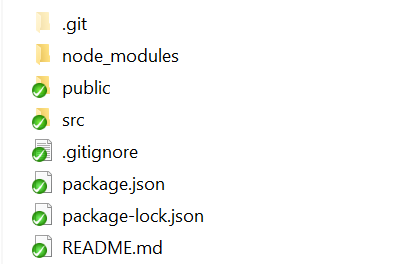 .git
node_modules
public
src
.gitignore
package.json
package-lock.json
README.md